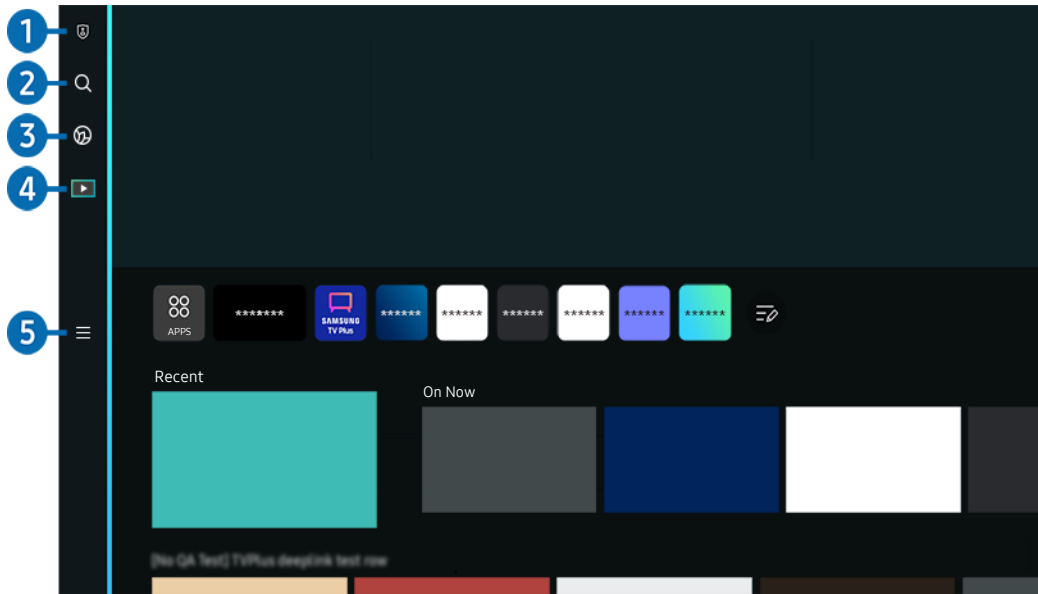 1
2
3
4
5
APPS
*******
SAMSUNG
TV Plus
******
******
******
******
******
******
Recent
On Now
[No QA Test] TVPlus deeplink test row